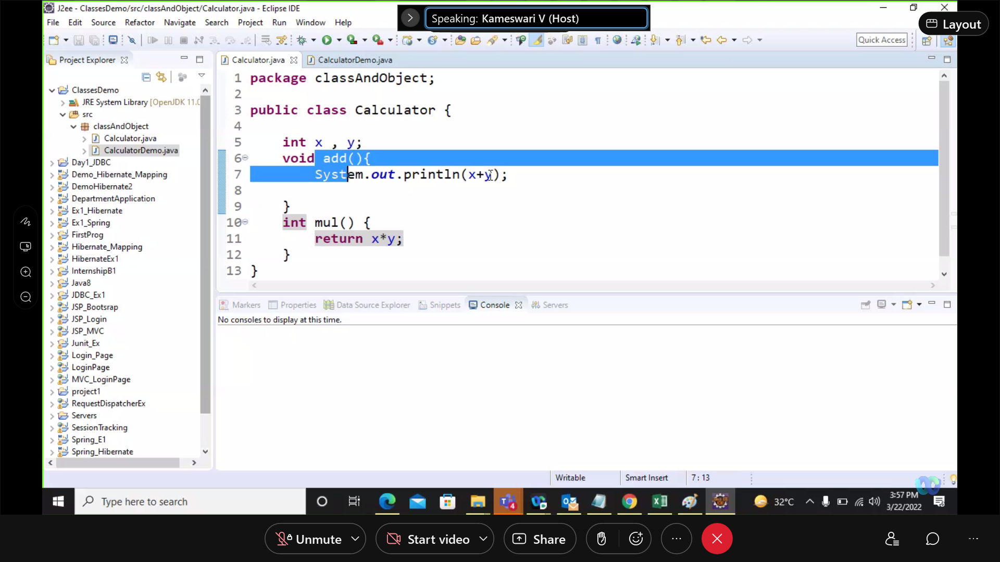 J2ee - ClassesDemo/src/classAndObject/Calculator.java - Eclipse IDE
Speaking: Kameswari V (Host)
Layout
File Edit Source Refactor Navigate Search Project Run Window Help
Quick Access
Project Explorer
ClassesDemo
JRE System Library [OpenJDK 11.0
src
classAndObject
Calculator.java
CalculatorDemo.java
Day1_JDBC
Demo_Hibernate_Mapping
DemoHibernate2
DepartmentApplication
Ex1_Hibernate
Ex1_Spring
FirstProg
Hibernate_Mapping
HibernateEx1
InternshipB1
Java8
JDBC_Ex1
JSP_Bootsrap
JSP_Login
JSP_MVC
Junit_Ex
Login_Page
LoginPage
MVC_LoginPage
project1
RequestDispatcherEx
Servers
SessionTracking
Spring_E1
Spring_Hibernate
Calculator.java CalculatorDemo.java
1 package classAndObject;
2
3 public class Calculator {
4
5 int x , y;
6 void add(){
7 System.out.println(x+y);
8
9 }
10 int mul() {
11 return x*y;
12 }
13 }
Markers Properties Data Source Explorer Snippets Console Servers
No consoles to display at this time.
Writable Smart Insert 7 : 13
Type here to search
4
32°C
3:57 PM
3/22/2022
Unmute Start video Share